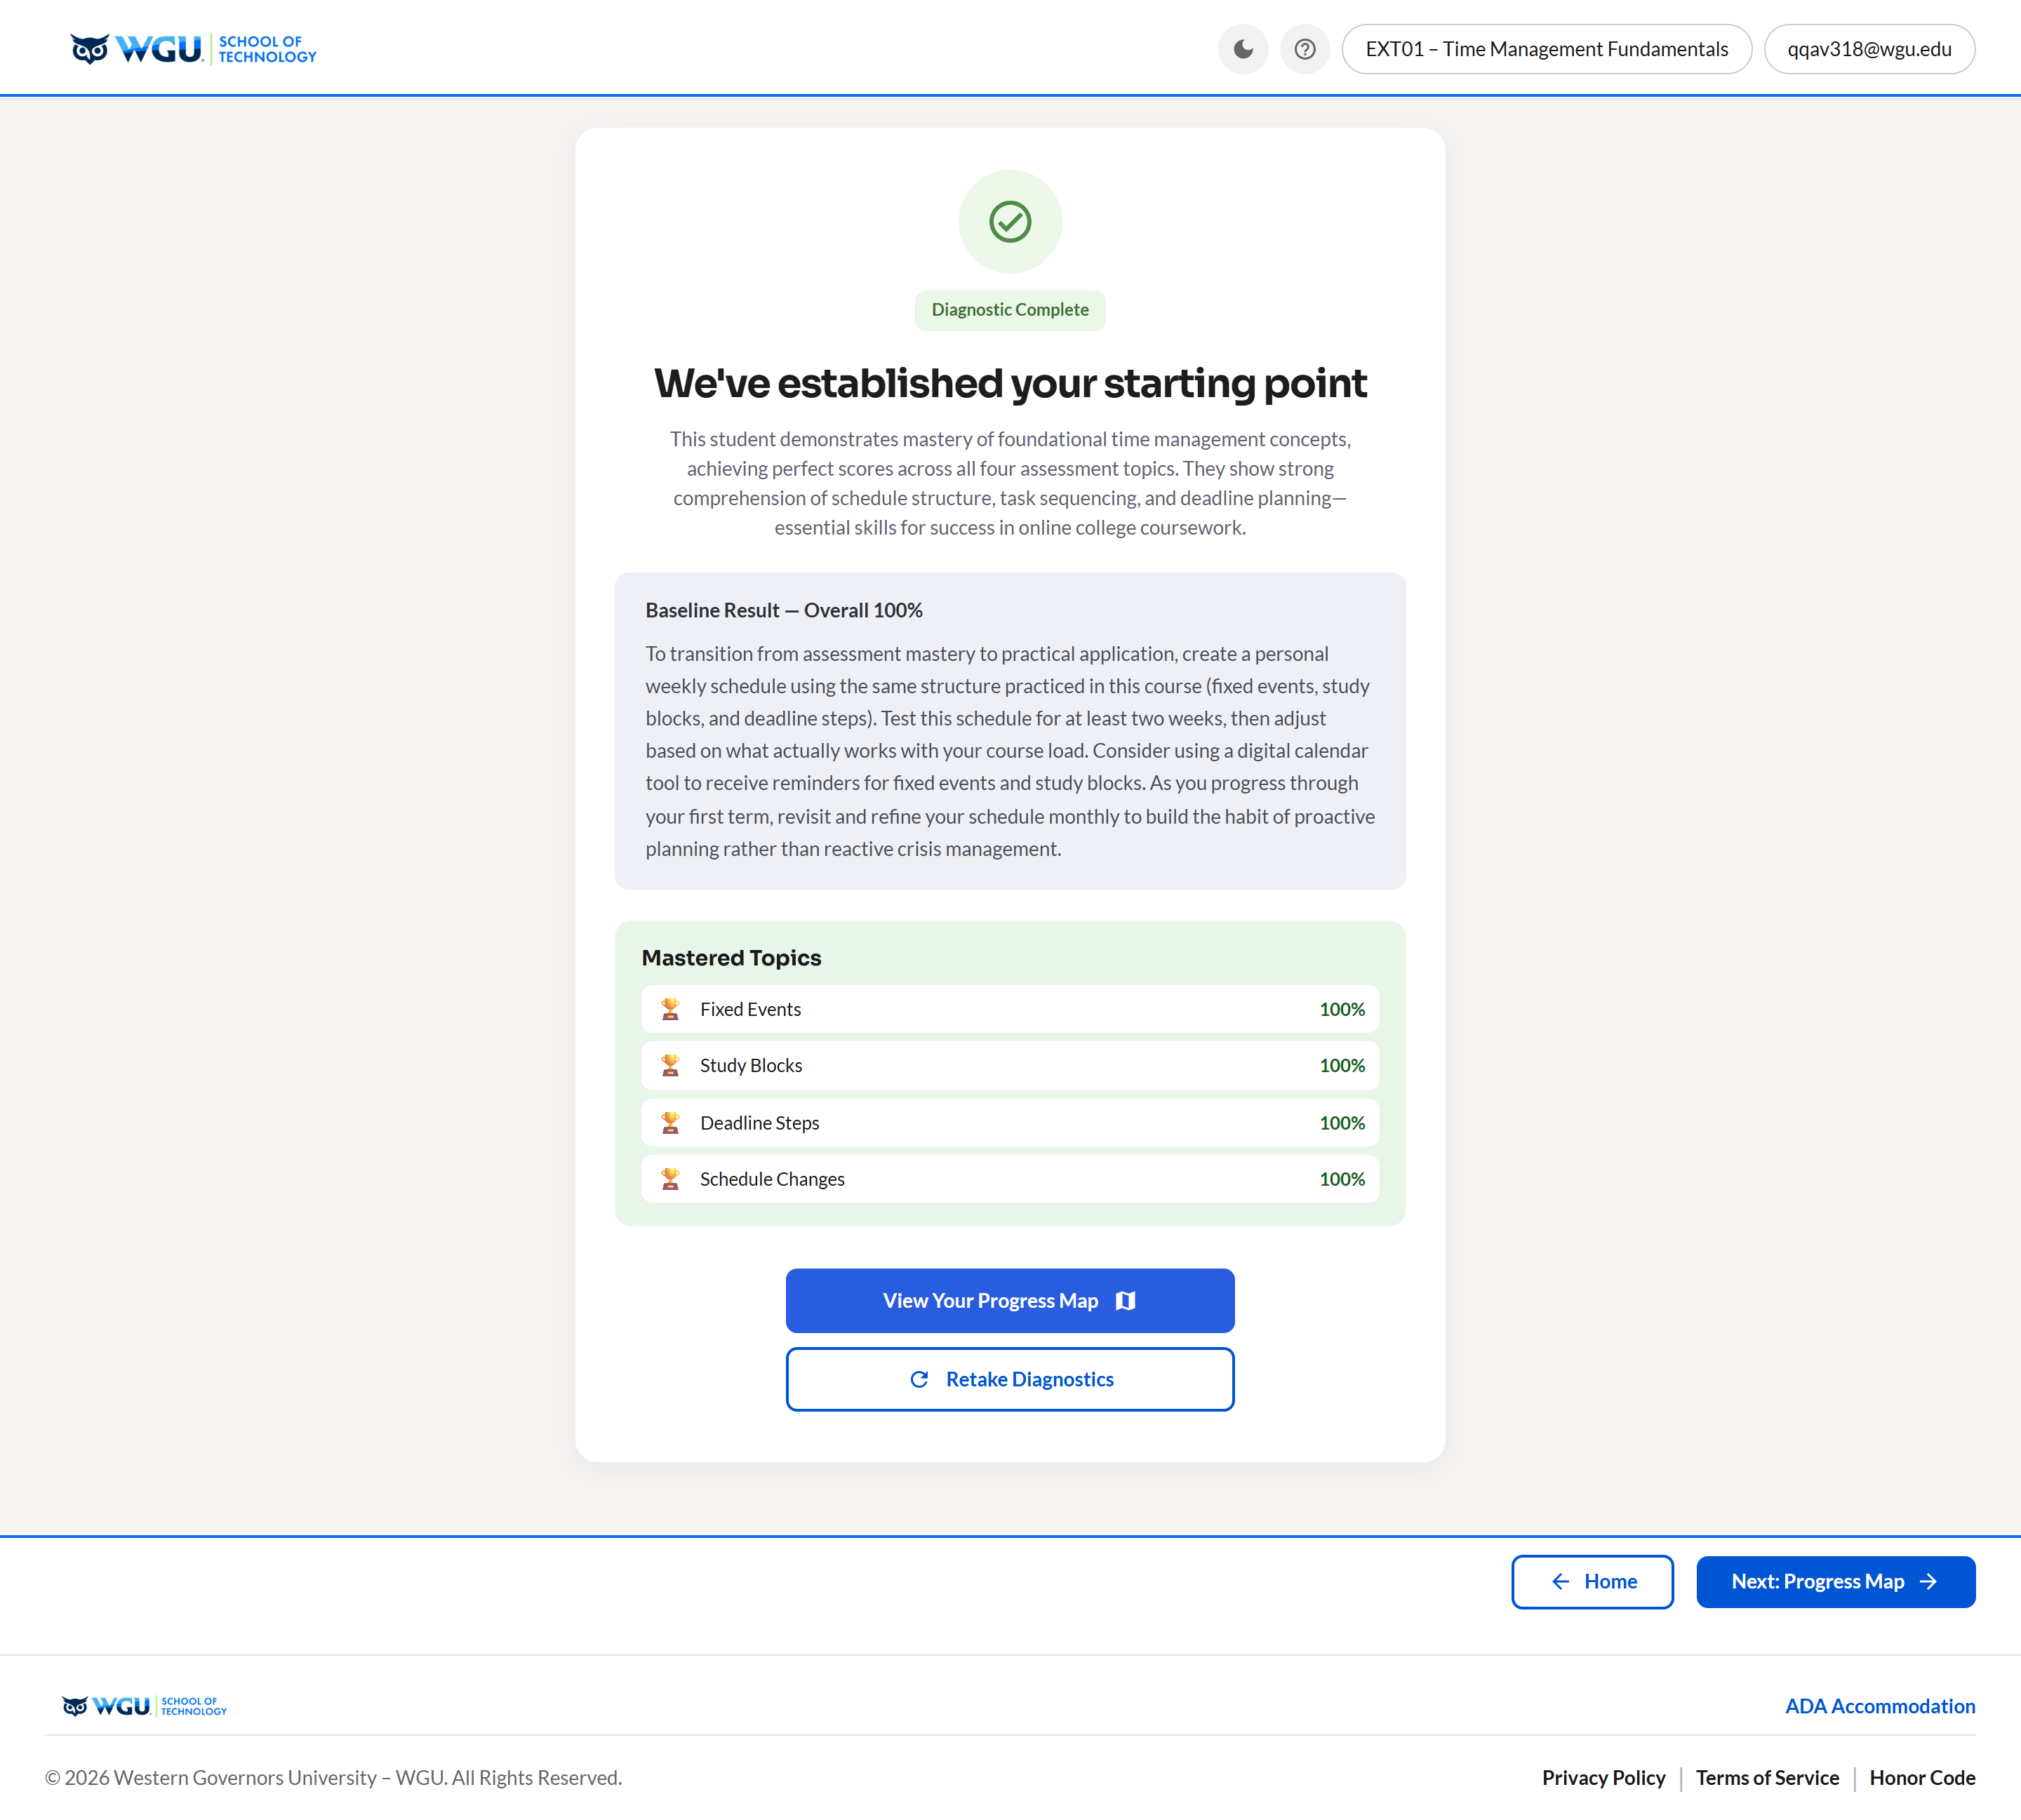 WGU. SCHOOL OF
TECHNOLOGY
EXT01 – Time Management Fundamentals
qqav318@wgu.edu
Diagnostic Complete
We've established your starting point
This student demonstrates mastery of foundational time management concepts,
achieving perfect scores across all four assessment topics. They show strong
comprehension of schedule structure, task sequencing, and deadline planning—
essential skills for success in online college coursework.
Baseline Result — Overall 100%
To transition from assessment mastery to practical application, create a personal
weekly schedule using the same structure practiced in this course (fixed events, study
blocks, and deadline steps). Test this schedule for at least two weeks, then adjust
based on what actually works with your course load. Consider using a digital calendar
tool to receive reminders for fixed events and study blocks. As you progress through
your first term, revisit and refine your schedule monthly to build the habit of proactive
planning rather than reactive crisis management.
Mastered Topics
Fixed Events 100%
Study Blocks 100%
Deadline Steps 100%
Schedule Changes 100%
View Your Progress Map
Retake Diagnostics
Home
Next: Progress Map
WGU. SCHOOL OF
TECHNOLOGY
ADA Accommodation
© 2026 Western Governors University – WGU. All Rights Reserved.
Privacy Policy | Terms of Service | Honor Code